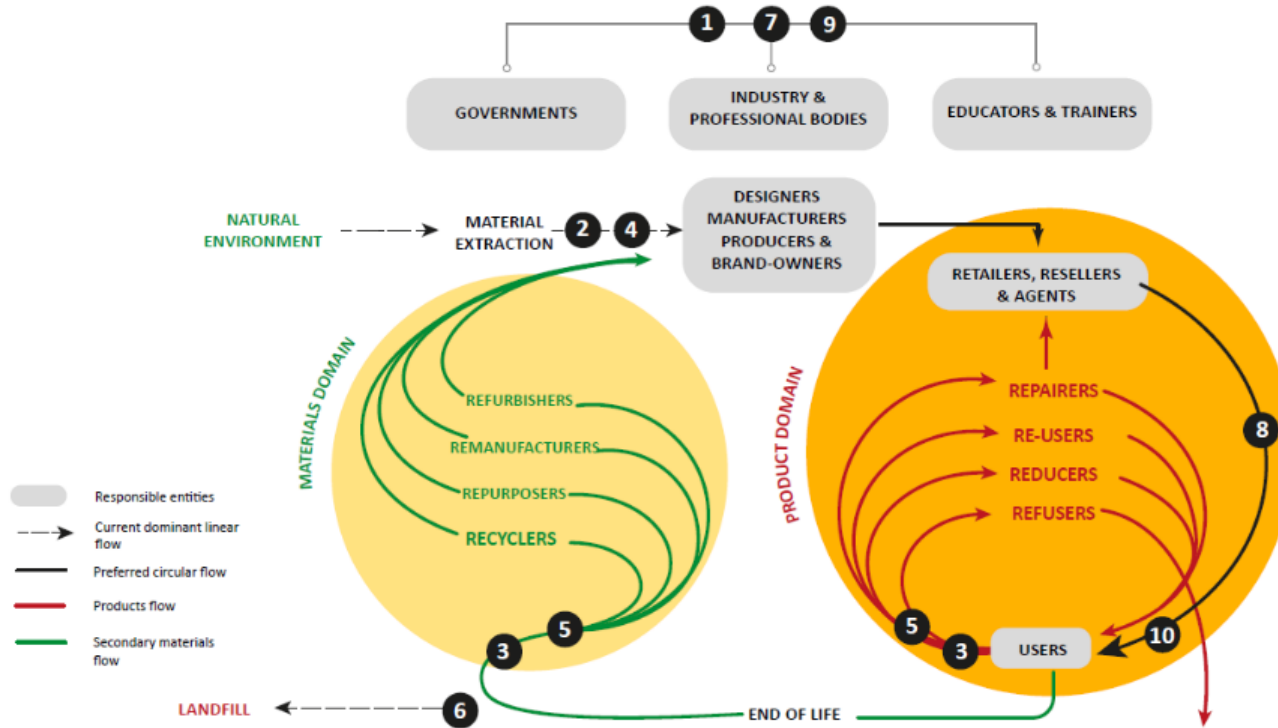 1 7 9
GOVERNMENTS
INDUSTRY &
PROFESSIONAL BODIES
EDUCATORS & TRAINERS
NATURAL
ENVIRONMENT
MATERIAL
EXTRACTION
2 4
DESIGNERS
MANUFACTURERS
PRODUCERS &
BRAND-OWNERS
RETAILERS, RESELLERS
& AGENTS
MATERIALS DOMAIN
REFURBISHERS
REMANUFACTURERS
REPURPOSERS
RECYCLERS
3 5
PRODUCT DOMAIN
REPAIRERS
RE-USERS
REDUCERS
REFUSERS
8
5 3
USERS
10
Responsible entities
Current dominant linear
flow
Preferred circular flow
Products flow
Secondary materials
flow
LANDFILL
6
END OF LIFE